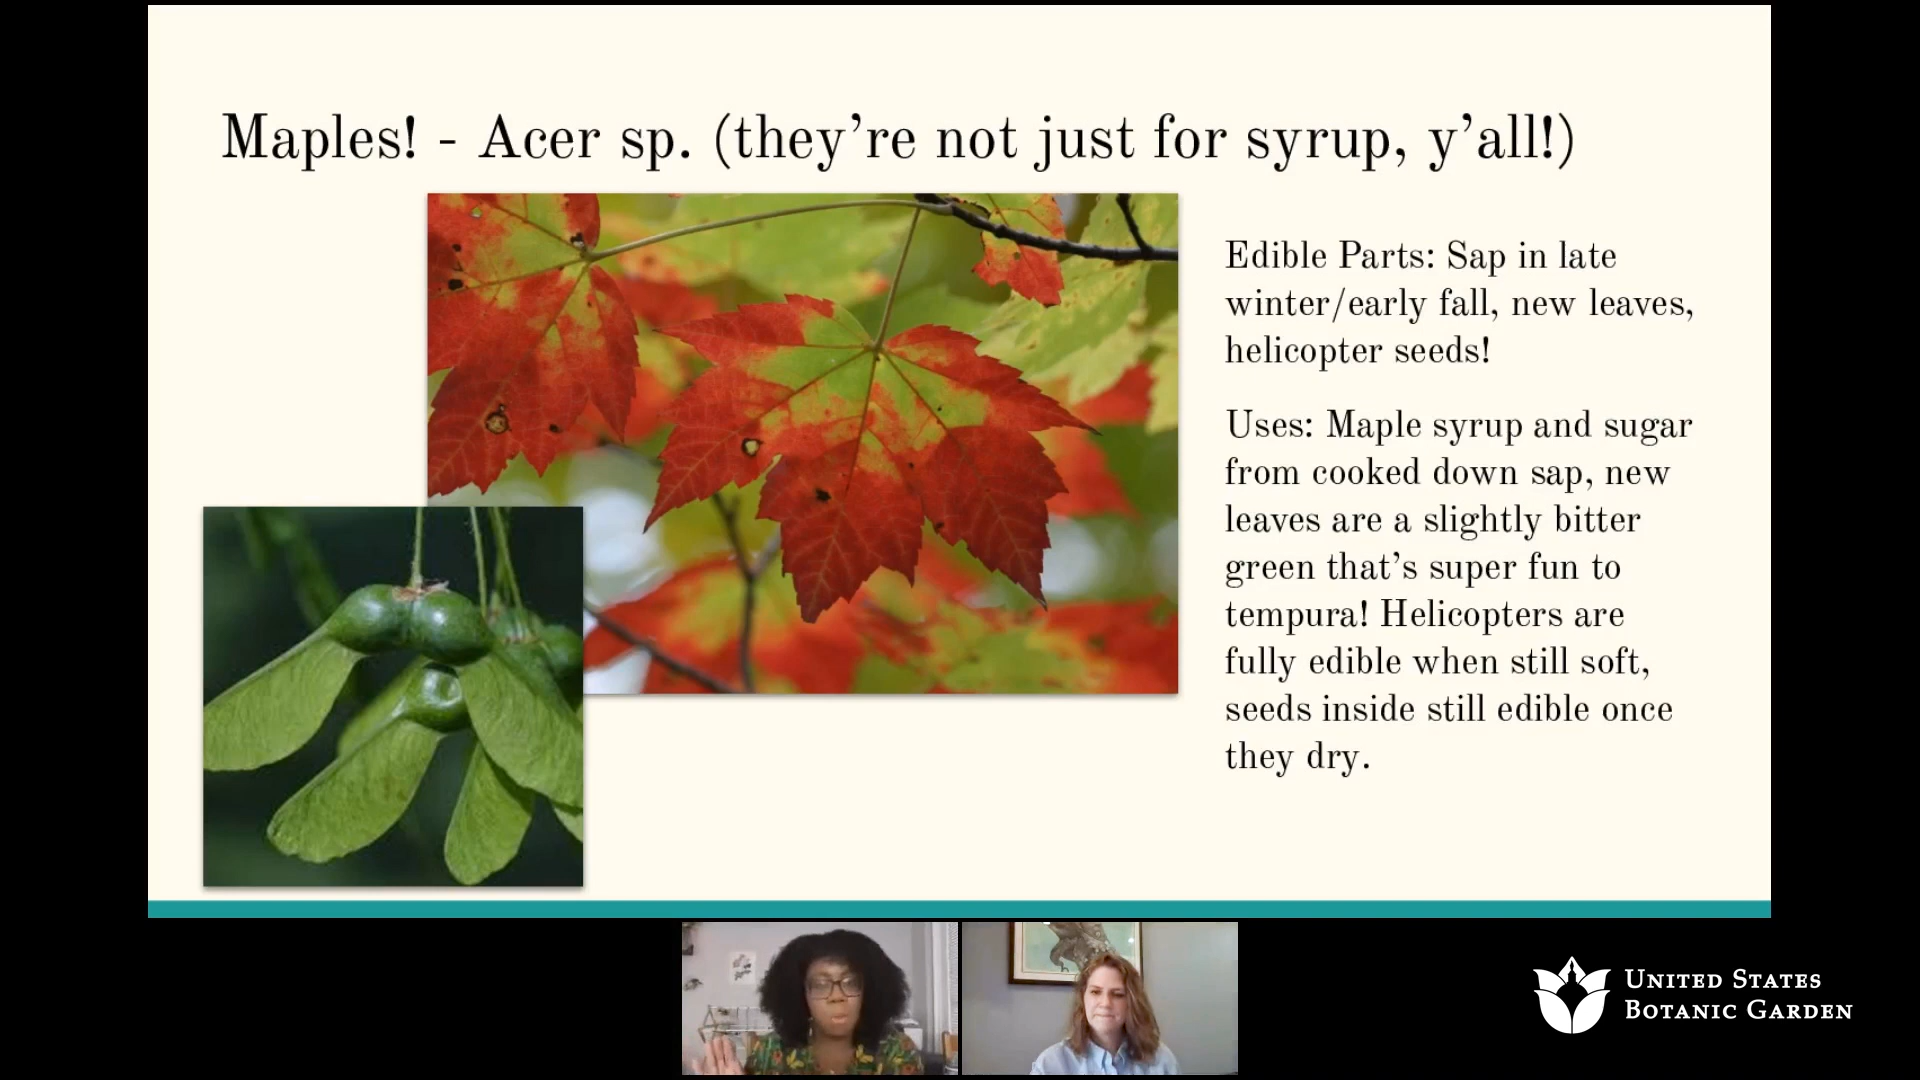 Maples! - Acer sp. (they’re not just for syrup, y’all!)
Edible Parts: Sap in late
winter/early fall, new leaves,
helicopter seeds!
Uses: Maple syrup and sugar
from cooked down sap, new
leaves are a slightly bitter
green that’s super fun to
tempura! Helicopters are
fully edible when still soft,
seeds inside still edible once
they dry.
UNITED STATES
BOTANIC GARDEN